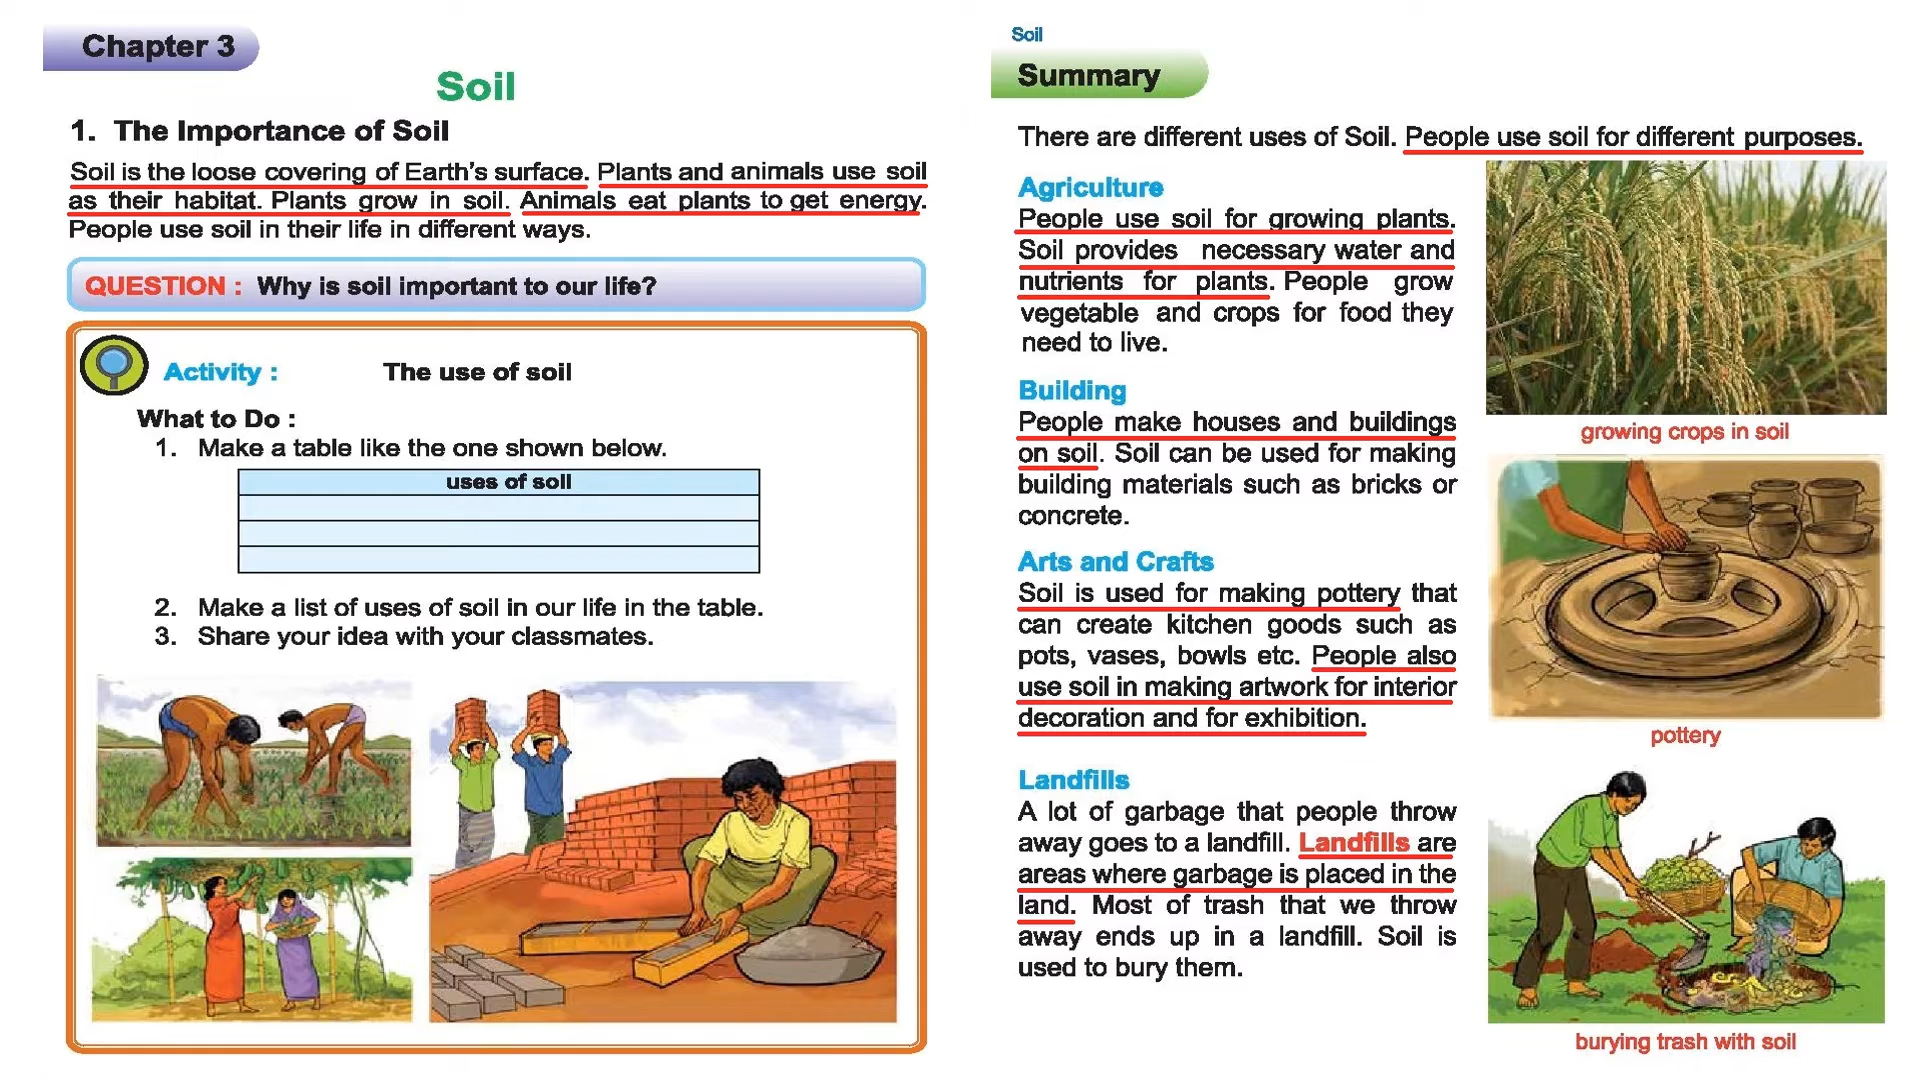 Chapter 3
Soil
1. The Importance of Soil
Soil is the loose covering of Earth's surface. Plants and animals use soil
as their habitat. Plants grow in soil. Animals eat plants to get energy.
People use soil in their life in different ways.
QUESTION : Why is soil important to our life?
Activity : The use of soil
What to Do :
1. Make a table like the one shown below.
uses of soil
2. Make a list of uses of soil in our life in the table.
3. Share your idea with your classmates.
Soil
Summary
There are different uses of Soil. People use soil for different purposes.
Agriculture
People use soil for growing plants.
Soil provides necessary water and
nutrients for plants. People grow
vegetable and crops for food they
need to live.
growing crops in soil
Building
People make houses and buildings
on soil. Soil can be used for making
building materials such as bricks or
concrete.
Arts and Crafts
Soil is used for making pottery that
can create kitchen goods such as
pots, vases, bowls etc. People also
use soil in making artwork for interior
decoration and for exhibition.
pottery
Landfills
A lot of garbage that people throw
away goes to a landfill. Landfills are
areas where garbage is placed in the
land. Most of trash that we throw
away ends up in a landfill. Soil is
used to bury them.
burying trash with soil